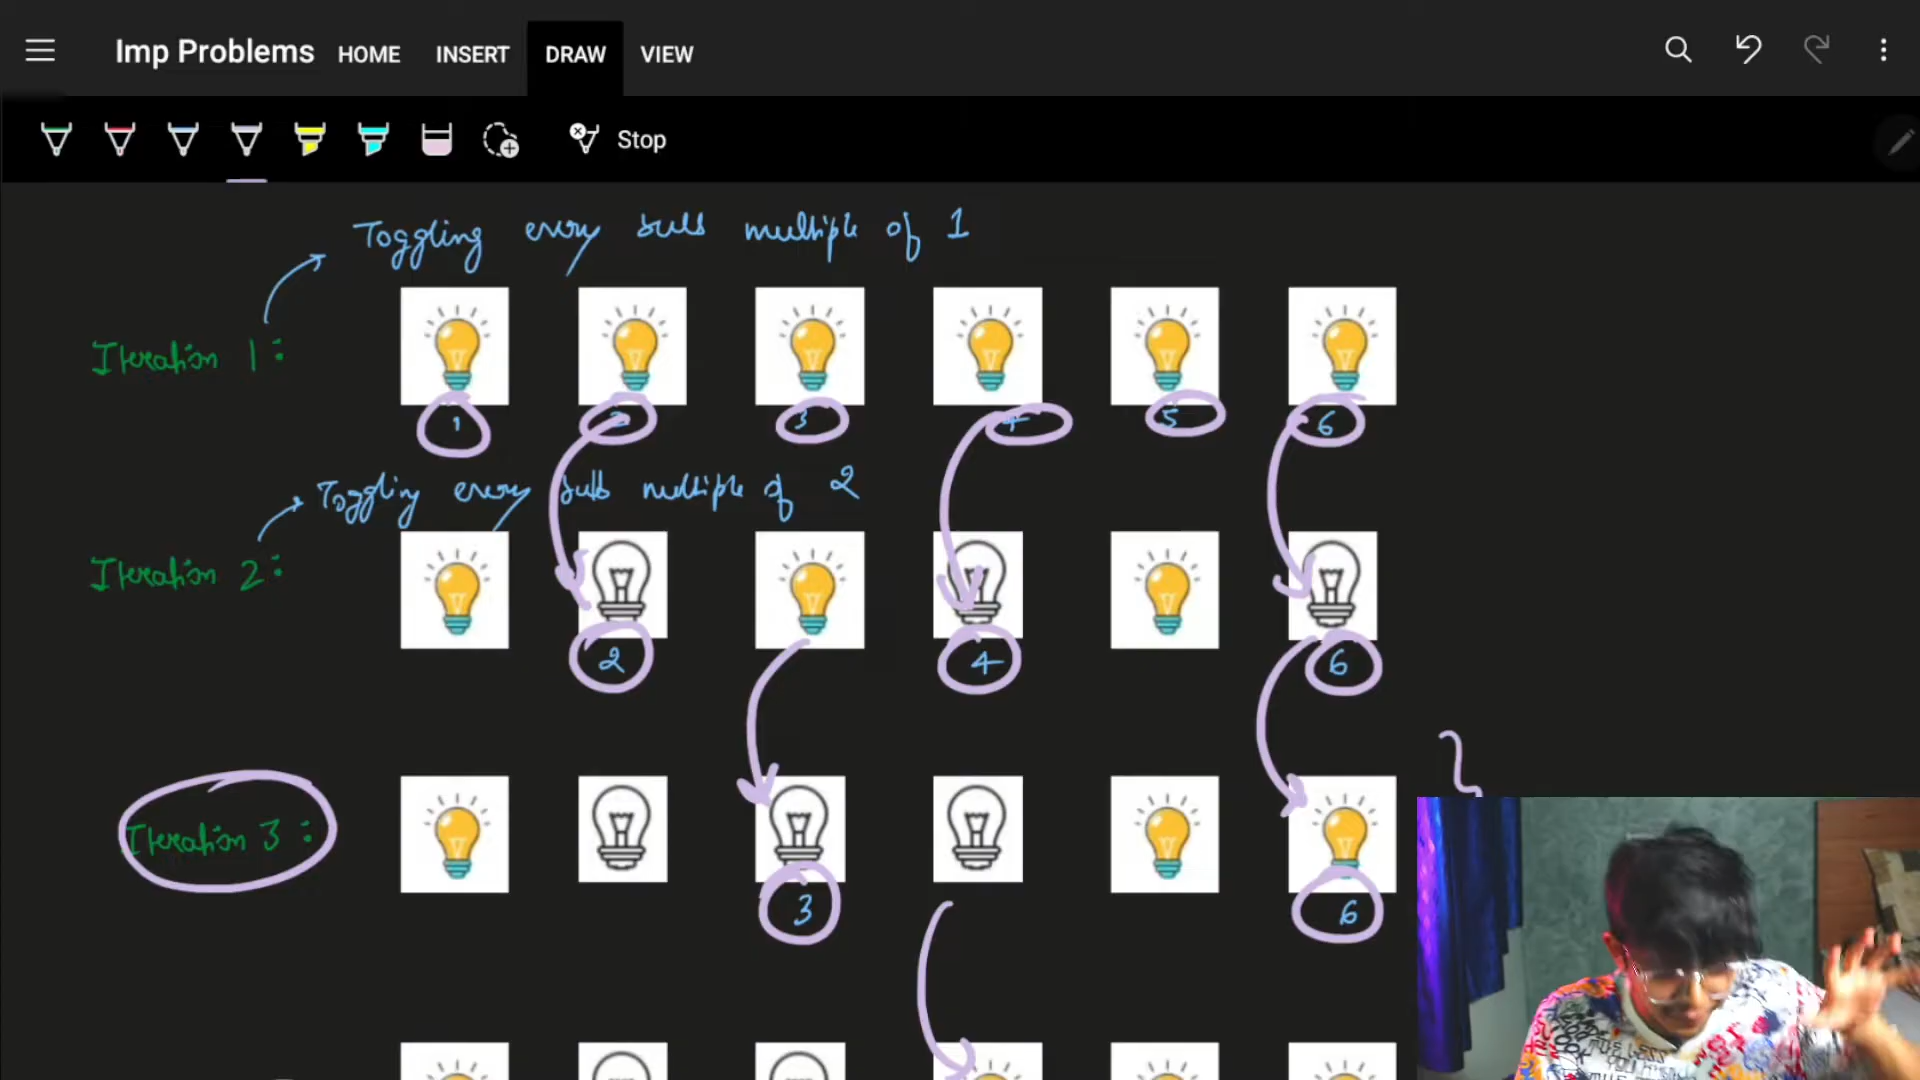 Imp Problems HOME INSERT DRAW VIEW
Stop
Toggling every bulb multiple of 1
Iteration 1:
1 2 3 4 5 6
Toggling every bulb multiple of 2
Iteration 2:
2 4 6
Iteration 3:
3 6